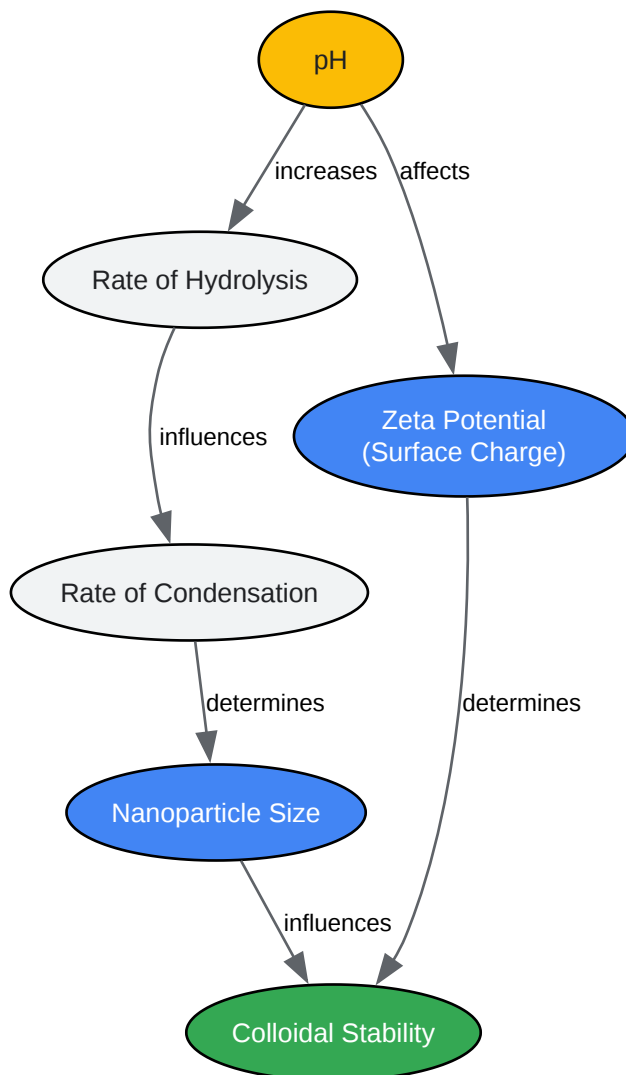 pH
increases
affects
Rate of Hydrolysis
influences
Zeta Potential
(Surface Charge)
Rate of Condensation
determines
determines
Nanoparticle Size
influences
Colloidal Stability